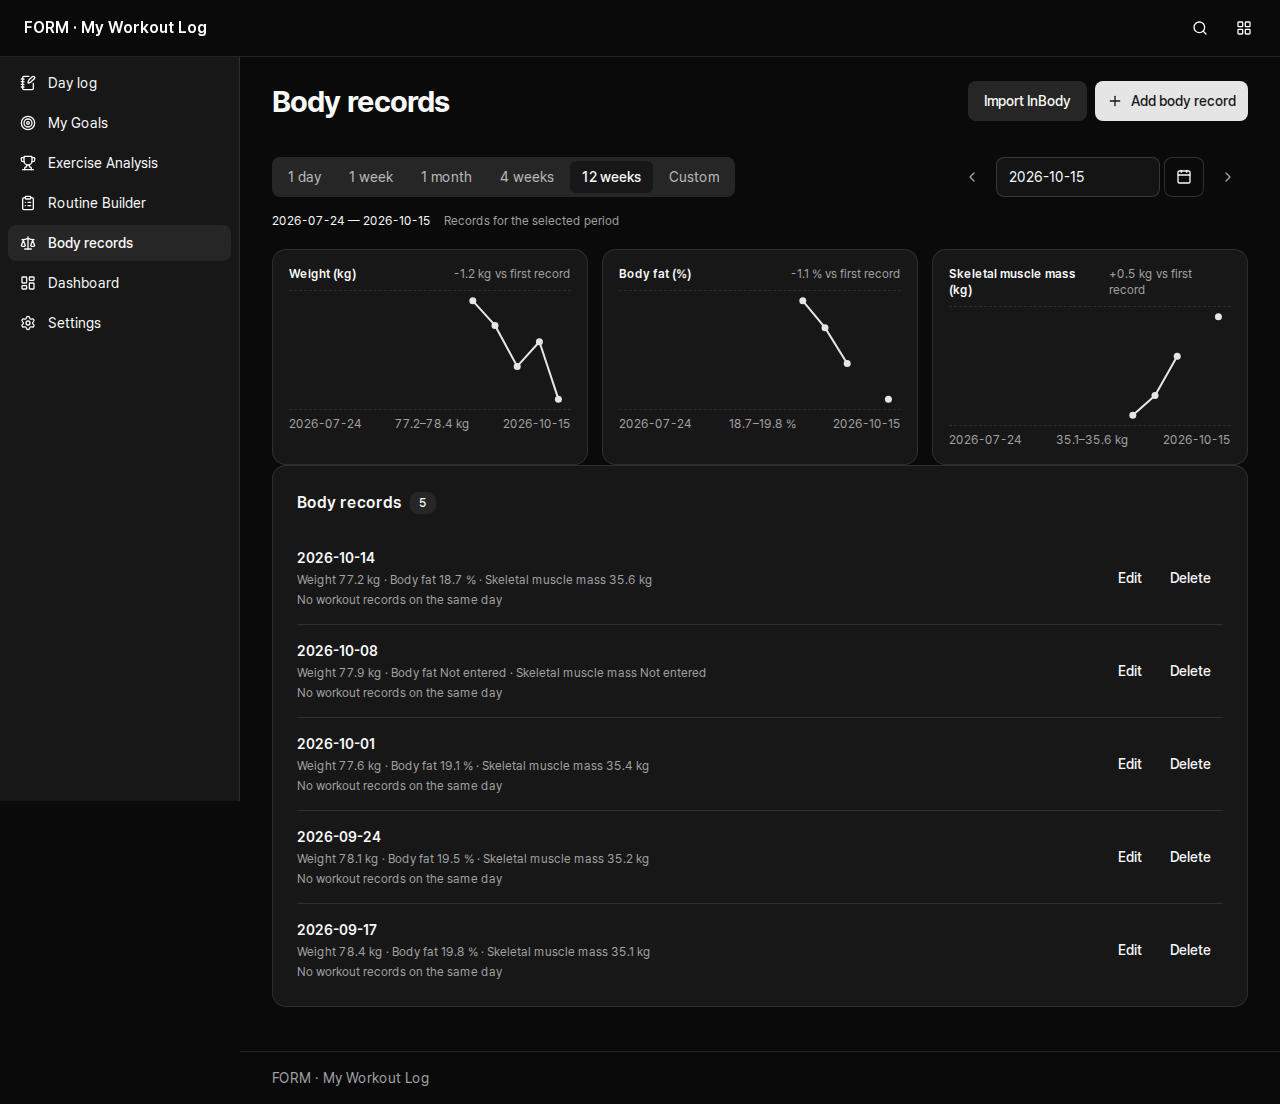 FORM · My Workout Log
Day log
My Goals
Exercise Analysis
Routine Builder
Body records
Dashboard
Settings
Body records
Import InBody
Add body record
1 day
1 week
1 month
4 weeks
12 weeks
Custom
2026-10-15
2026-07-24 — 2026-10-15 Records for the selected period
Weight (kg)
-1.2 kg vs first record
2026-07-24
77.2–78.4 kg
2026-10-15
Body fat (%)
-1.1 % vs first record
2026-07-24
18.7–19.8 %
2026-10-15
Skeletal muscle mass
(kg)
+0.5 kg vs first
record
2026-07-24
35.1–35.6 kg
2026-10-15
Body records 5
2026-10-14
Weight 77.2 kg · Body fat 18.7 % · Skeletal muscle mass 35.6 kg
No workout records on the same day
Edit
Delete
2026-10-08
Weight 77.9 kg · Body fat Not entered · Skeletal muscle mass Not entered
No workout records on the same day
Edit
Delete
2026-10-01
Weight 77.6 kg · Body fat 19.1 % · Skeletal muscle mass 35.4 kg
No workout records on the same day
Edit
Delete
2026-09-24
Weight 78.1 kg · Body fat 19.5 % · Skeletal muscle mass 35.2 kg
No workout records on the same day
Edit
Delete
2026-09-17
Weight 78.4 kg · Body fat 19.8 % · Skeletal muscle mass 35.1 kg
No workout records on the same day
Edit
Delete
FORM · My Workout Log